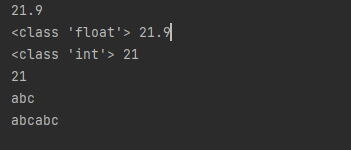 21.9
<class 'float'> 21.9
<class 'int'> 21
21
abc
abcabc